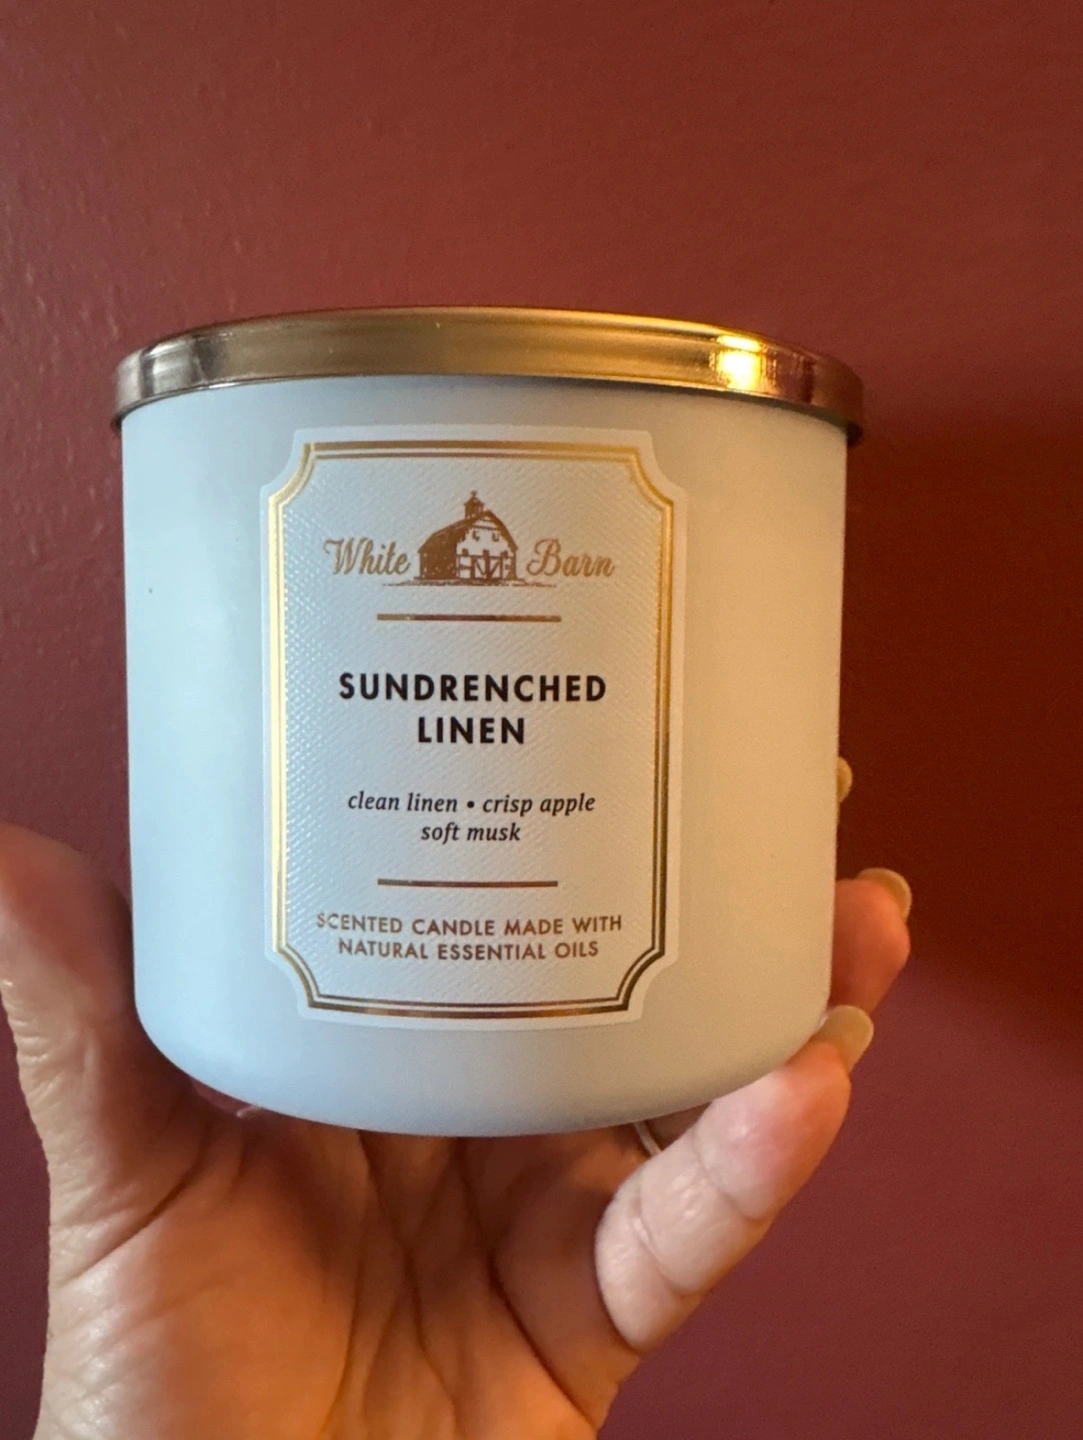 White Barn
SUNDRENCHED
LINEN
clean linen • crisp apple
soft musk
SCENTED CANDLE MADE WITH
NATURAL ESSENTIAL OILS